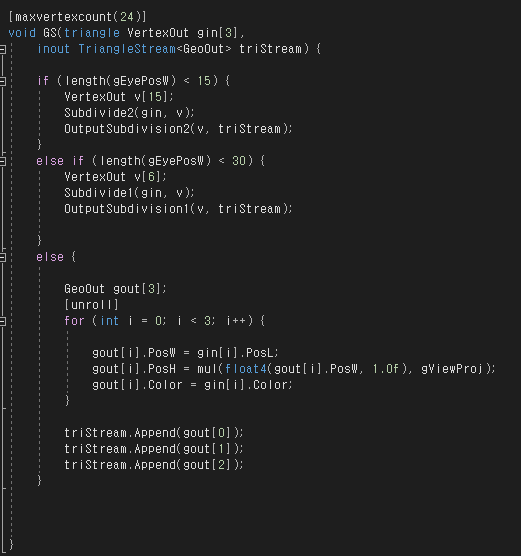 [maxvertexcount(24)]
void GS(triangle VertexOut gin[3],
    inout TriangleStream<GeoOut> triStream) {

    if (length(gEyePosW) < 15) {
        VertexOut v[15];
        Subdivide2(gin, v);
        OutputSubdivision2(v, triStream);
    }
    else if (length(gEyePosW) < 30) {
        VertexOut v[6];
        Subdivide1(gin, v);
        OutputSubdivision1(v, triStream);

    }
    else {

        GeoOut gout[3];
        [unroll]
        for (int i = 0; i < 3; i++) {

            gout[i].PosW = gin[i].PosL;
            gout[i].PosH = mul(float4(gout[i].PosW, 1.0f), gViewProj);
            gout[i].Color = gin[i].Color;
        }

        triStream.Append(gout[0]);
        triStream.Append(gout[1]);
        triStream.Append(gout[2]);
    }

}